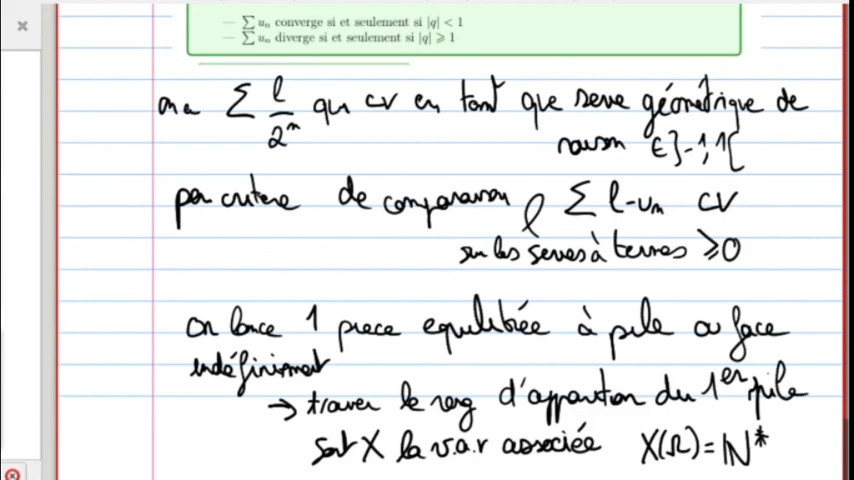 — ∑ uₙ converge si et seulement si |q| < 1
— ∑ uₙ diverge si et seulement si |q| ⩾ 1
on a ∑ l/2ⁿ qui cv en tant que serie géométrique de
raison ∈ ]-1,1[
par critere de comparaison ∑ l-uₙ CV
sur les series à termes ≥0
on lance 1 piece equilibrée à pile ou face
indéfiniment
→ trouver le rang d'apparition du 1er pile
soit X la v.a.r associée X(Ω)=ℕ*